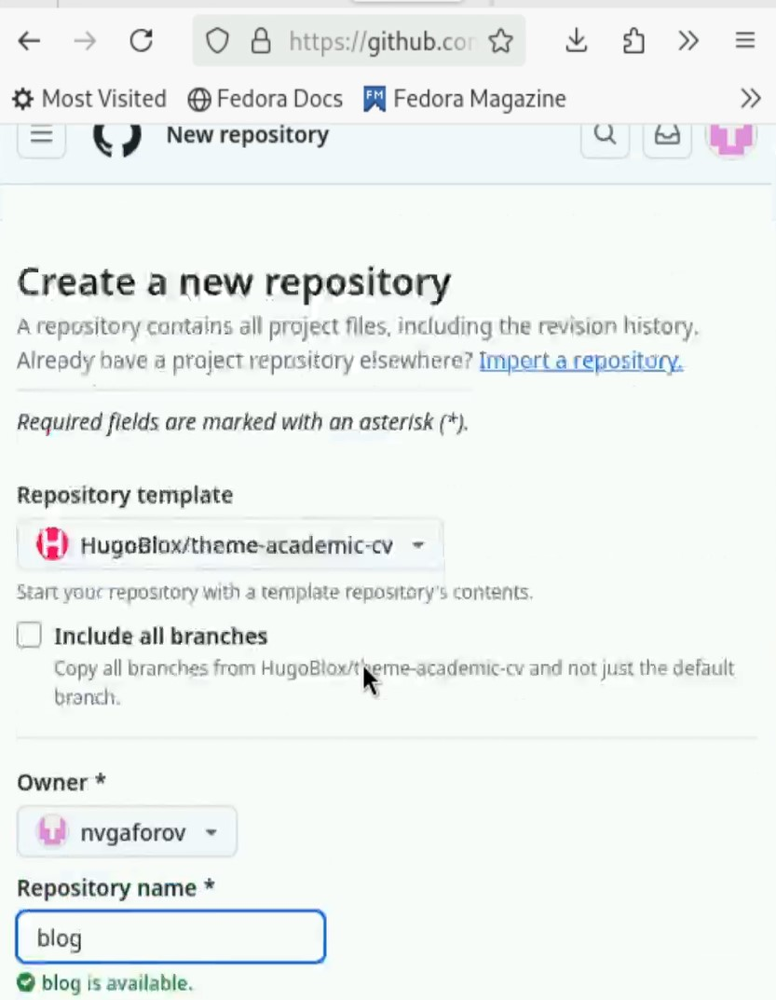 https://github.co
Most Visited Fedora Docs Fedora Magazine
New repository
Create a new repository
A repository contains all project files, including the revision history.
Already have a project repository elsewhere? Import a repository.
Required fields are marked with an asterisk (*).
Repository template
HugoBlox/theme-academic-cv
Start your repository with a template repository's contents.
Include all branches
Copy all branches from HugoBlox/theme-academic-cv and not just the default
branch.
Owner *
nvgaforov
Repository name *
blog
blog is available.